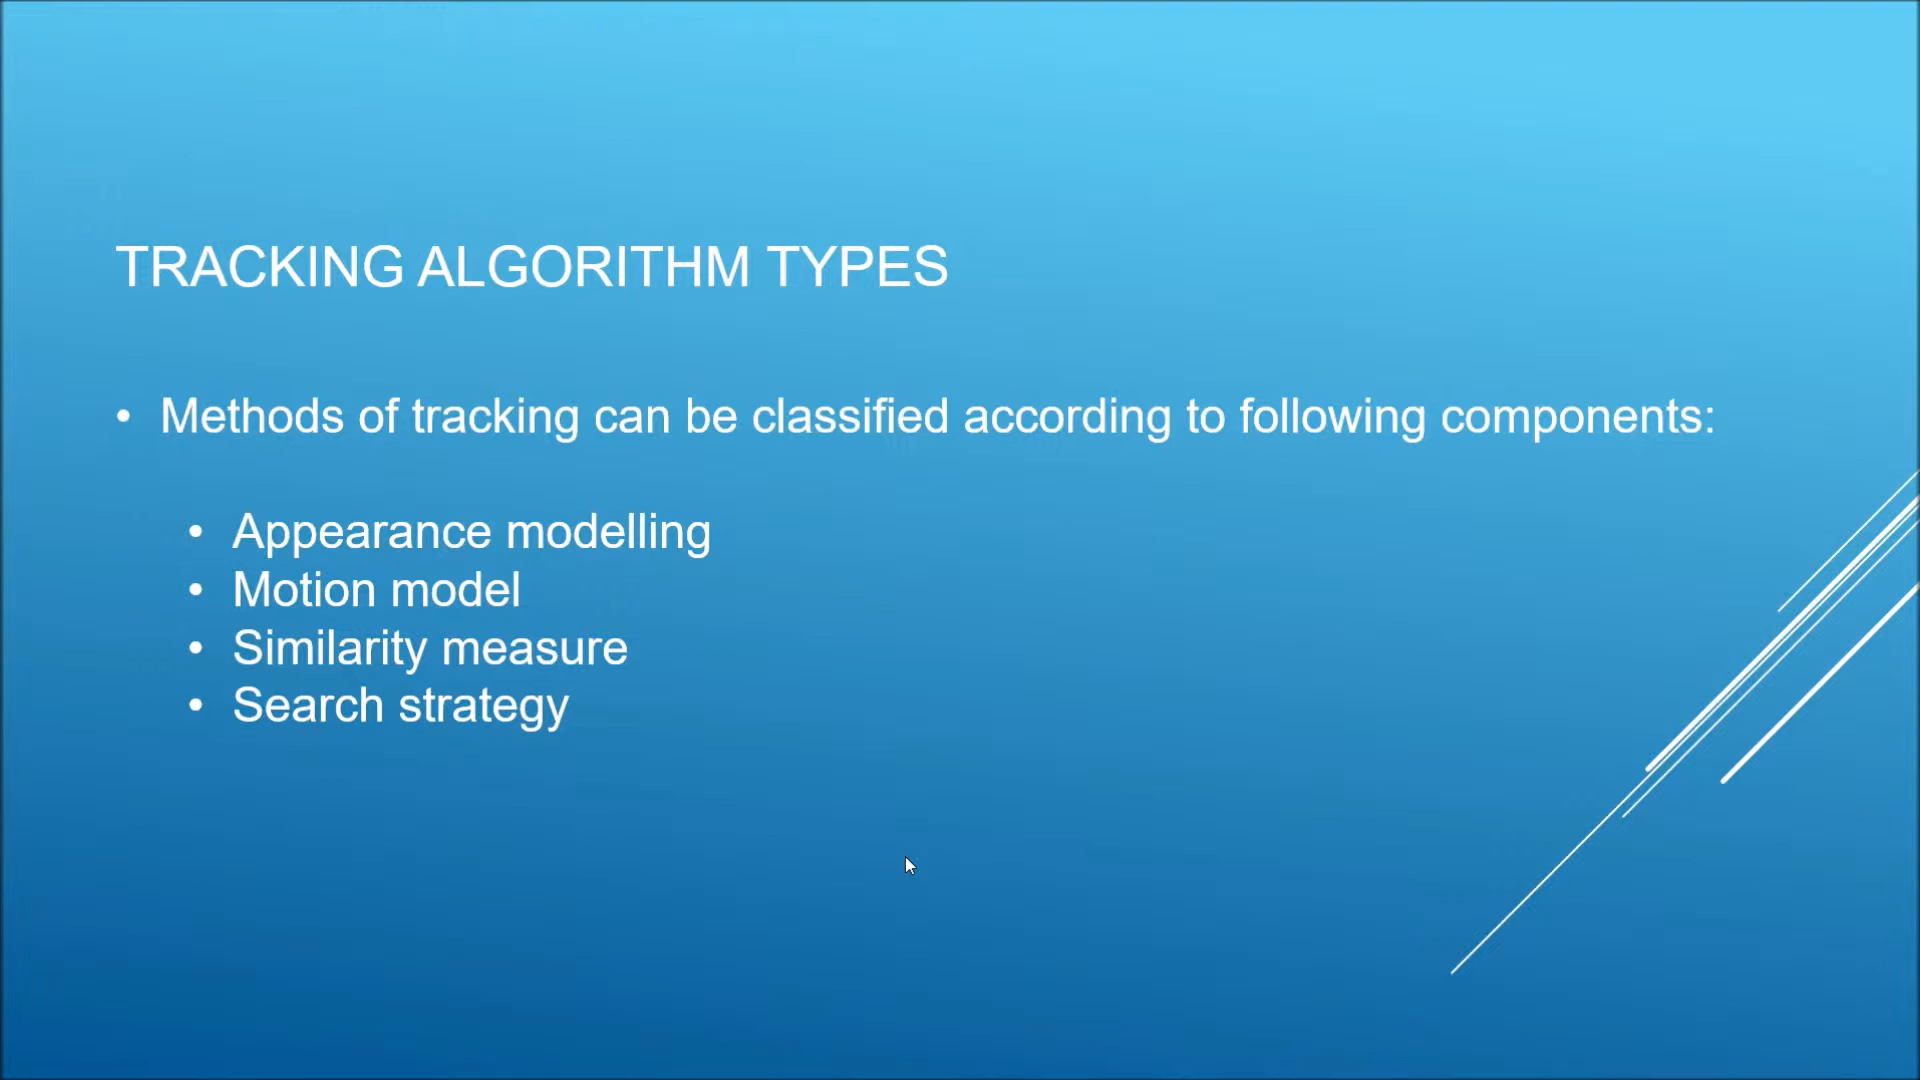 TRACKING ALGORITHM TYPES
• Methods of tracking can be classified according to following components:
• Appearance modelling
• Motion model
• Similarity measure
• Search strategy